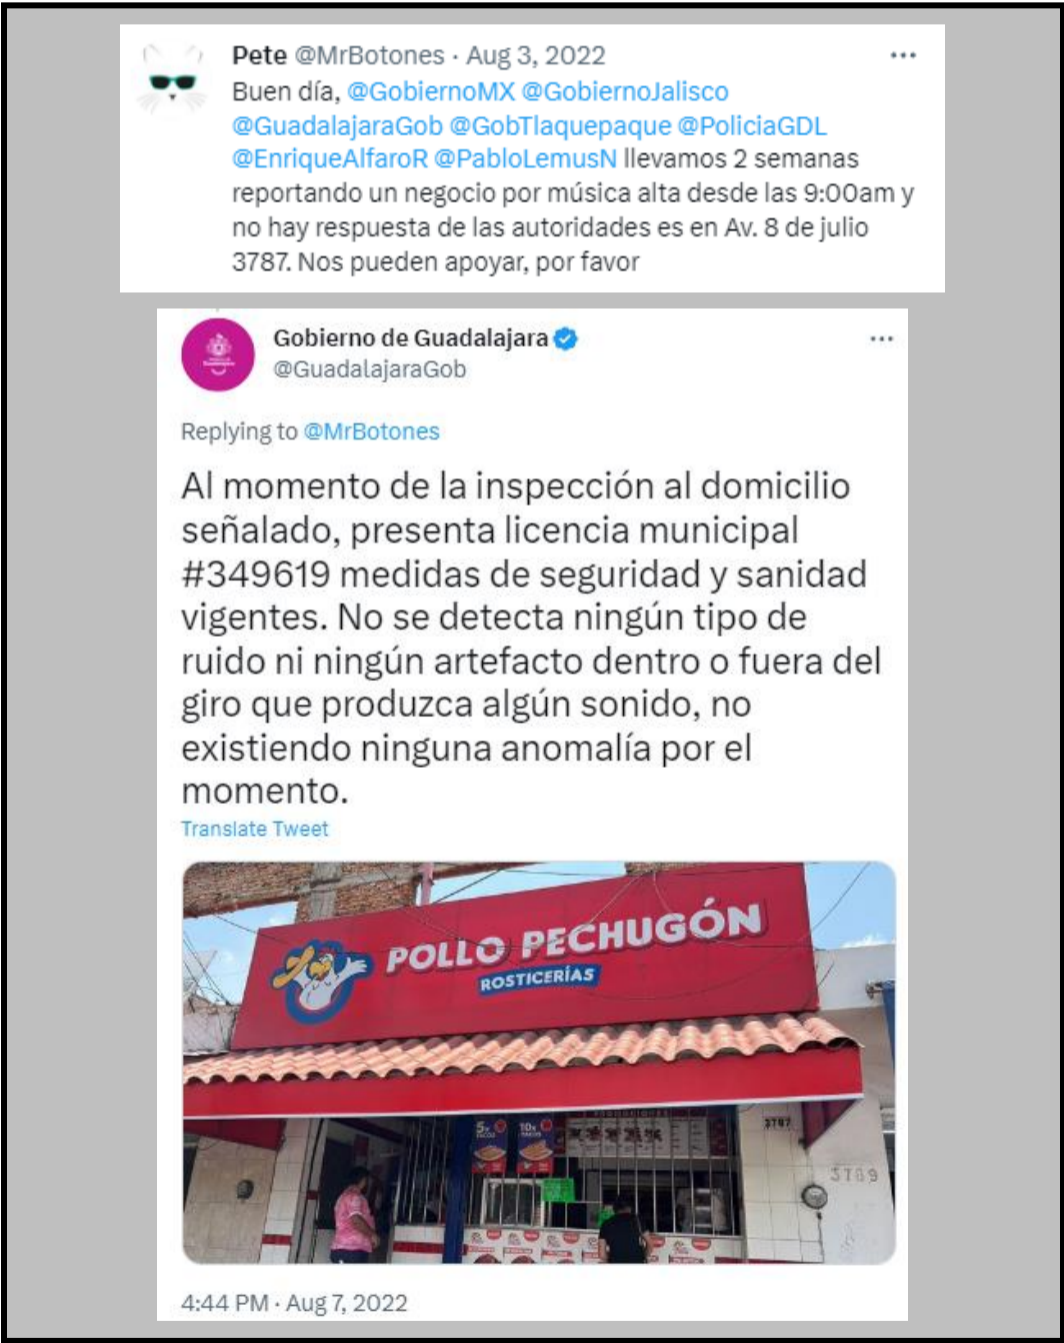 Pete @MrBotones · Aug 3, 2022
Buen día, @GobiernoMX @GobiernoJalisco
@GuadalajaraGob @GobTlaquepaque @PoliciaGDL
@EnriqueAlfaroR @PabloLemusN llevamos 2 semanas
reportando un negocio por música alta desde las 9:00am y
no hay respuesta de las autoridades es en Av. 8 de julio
3787. Nos pueden apoyar, por favor
Gobierno de Guadalajara
@GuadalajaraGob
Replying to @MrBotones
Al momento de la inspección al domicilio
señalado, presenta licencia municipal
#349619 medidas de seguridad y sanidad
vigentes. No se detecta ningún tipo de
ruido ni ningún artefacto dentro o fuera del
giro que produzca algún sonido, no
existiendo ninguna anomalía por el
momento.
Translate Tweet
POLLO PECHUGÓN
ROSTICERÍAS
5x
TACOS
10x
TACOS
3787
3789
4:44 PM · Aug 7, 2022